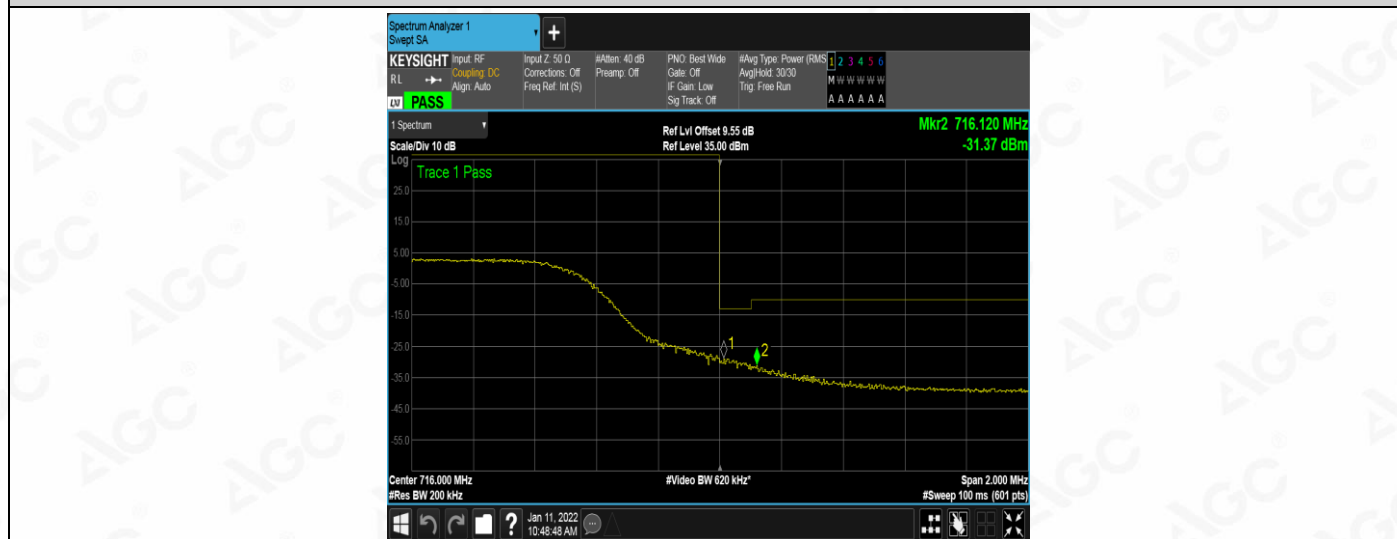 Spectrum Analyzer 1
Swept SA
+
KEYSIGHT
R L
LXI PASS
Input: RF
Coupling: DC
Align: Auto
Input Z: 50 Ω
Corrections: Off
Freq Ref: Int (S)
#Atten: 40 dB
Preamp: Off
PNO: Best Wide
Gate: Off
IF Gain: Low
Sig Track: Off
#Avg Type: Power (RMS
Avg|Hold: 30/30
Trig: Free Run
1 2 3 4 5 6
M W W W W W
A A A A A A
1 Spectrum
Scale/Div 10 dB
Ref Lvl Offset 9.55 dB
Ref Level 35.00 dBm
Mkr2 716.120 MHz
-31.37 dBm
Log
Trace 1 Pass
25.0
15.0
5.00
-5.00
-15.0
-25.0
-35.0
-45.0
-55.0
1
2
Center 716.000 MHz
#Res BW 200 kHz
#Video BW 620 kHz*
Span 2.000 MHz
#Sweep 100 ms (601 pts)
?
Jan 11, 2022
10:48:48 AM
AGC